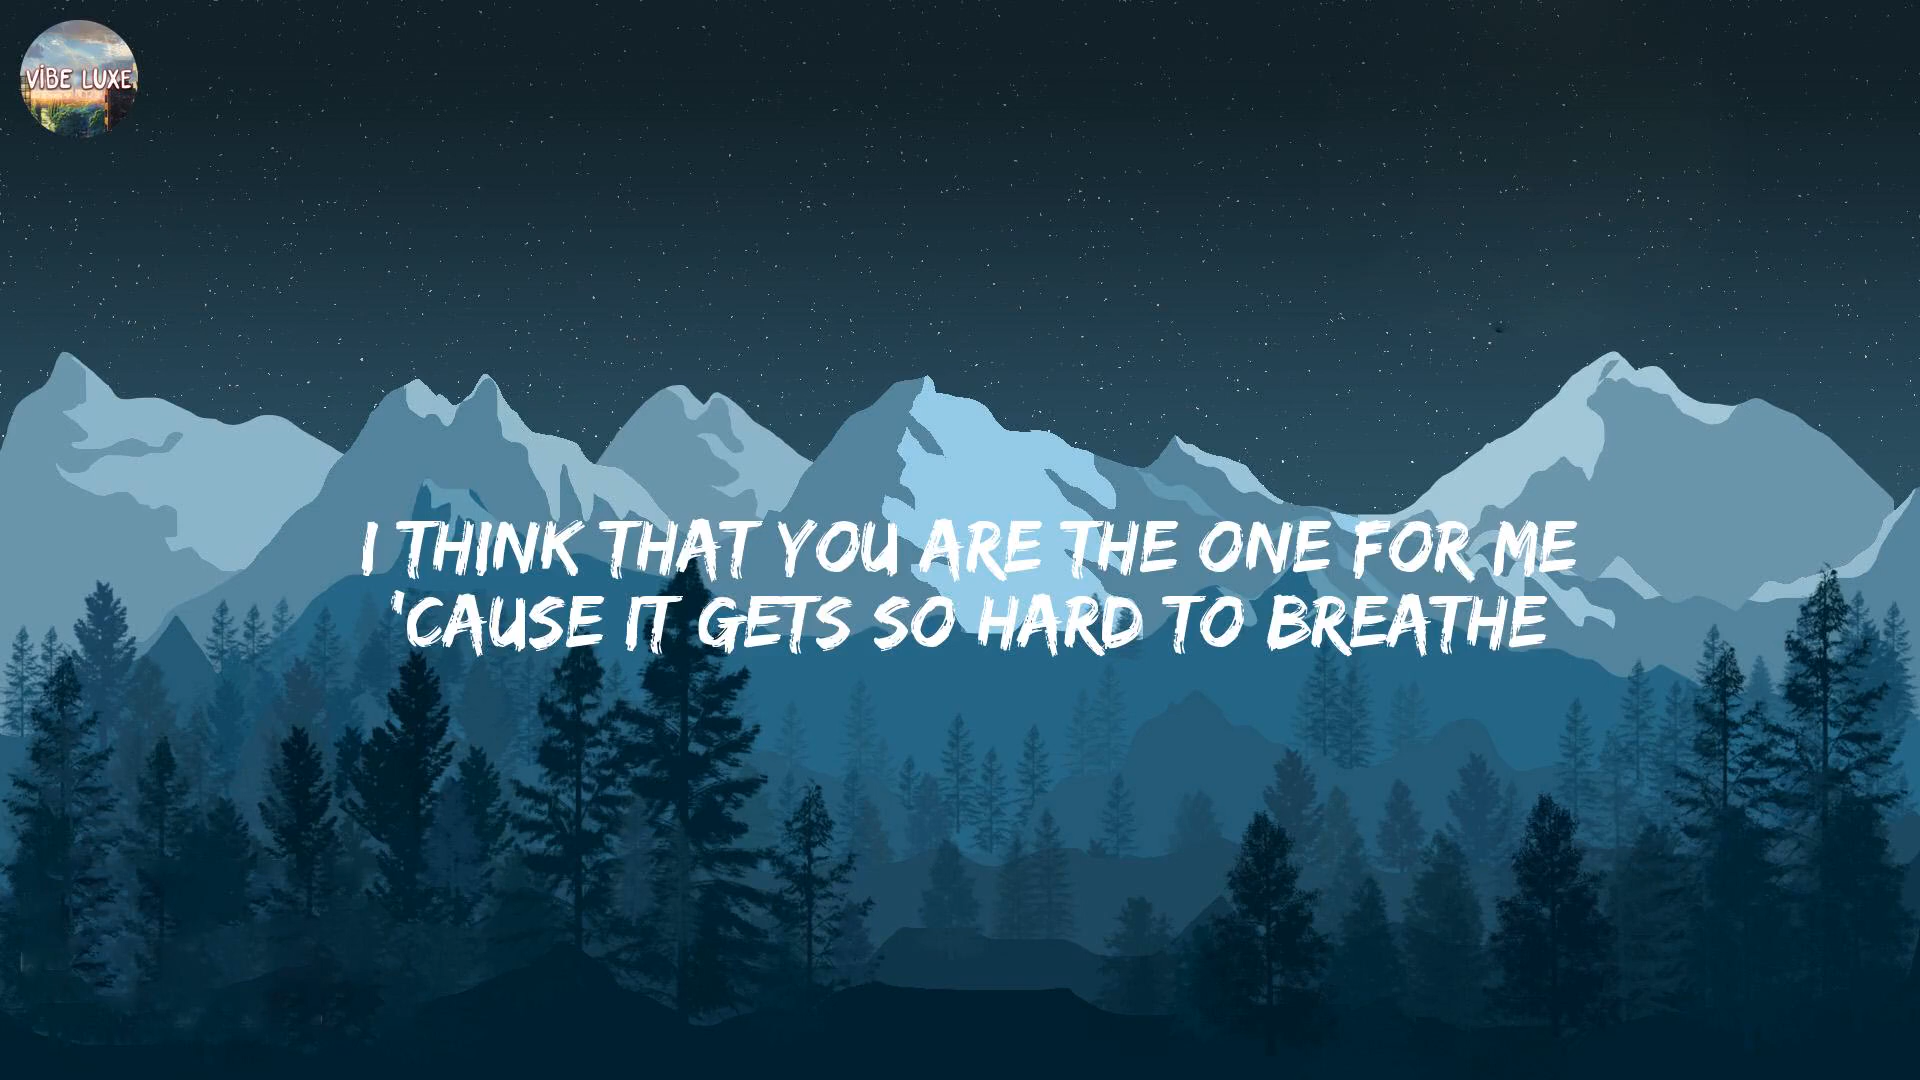 VIBE LUXE
I THINK THAT YOU ARE THE ONE FOR ME
'CAUSE IT GETS SO HARD TO BREATHE